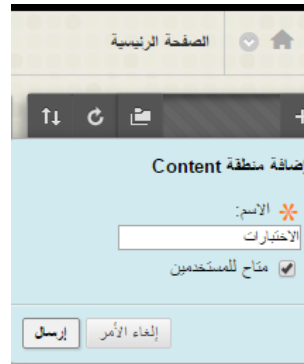 الصفحة الرئيسية
إضافة منطقة Content
الاسم:
الاختبارات
متاح للمستخدمين
إلغاء الأمر
إرسال